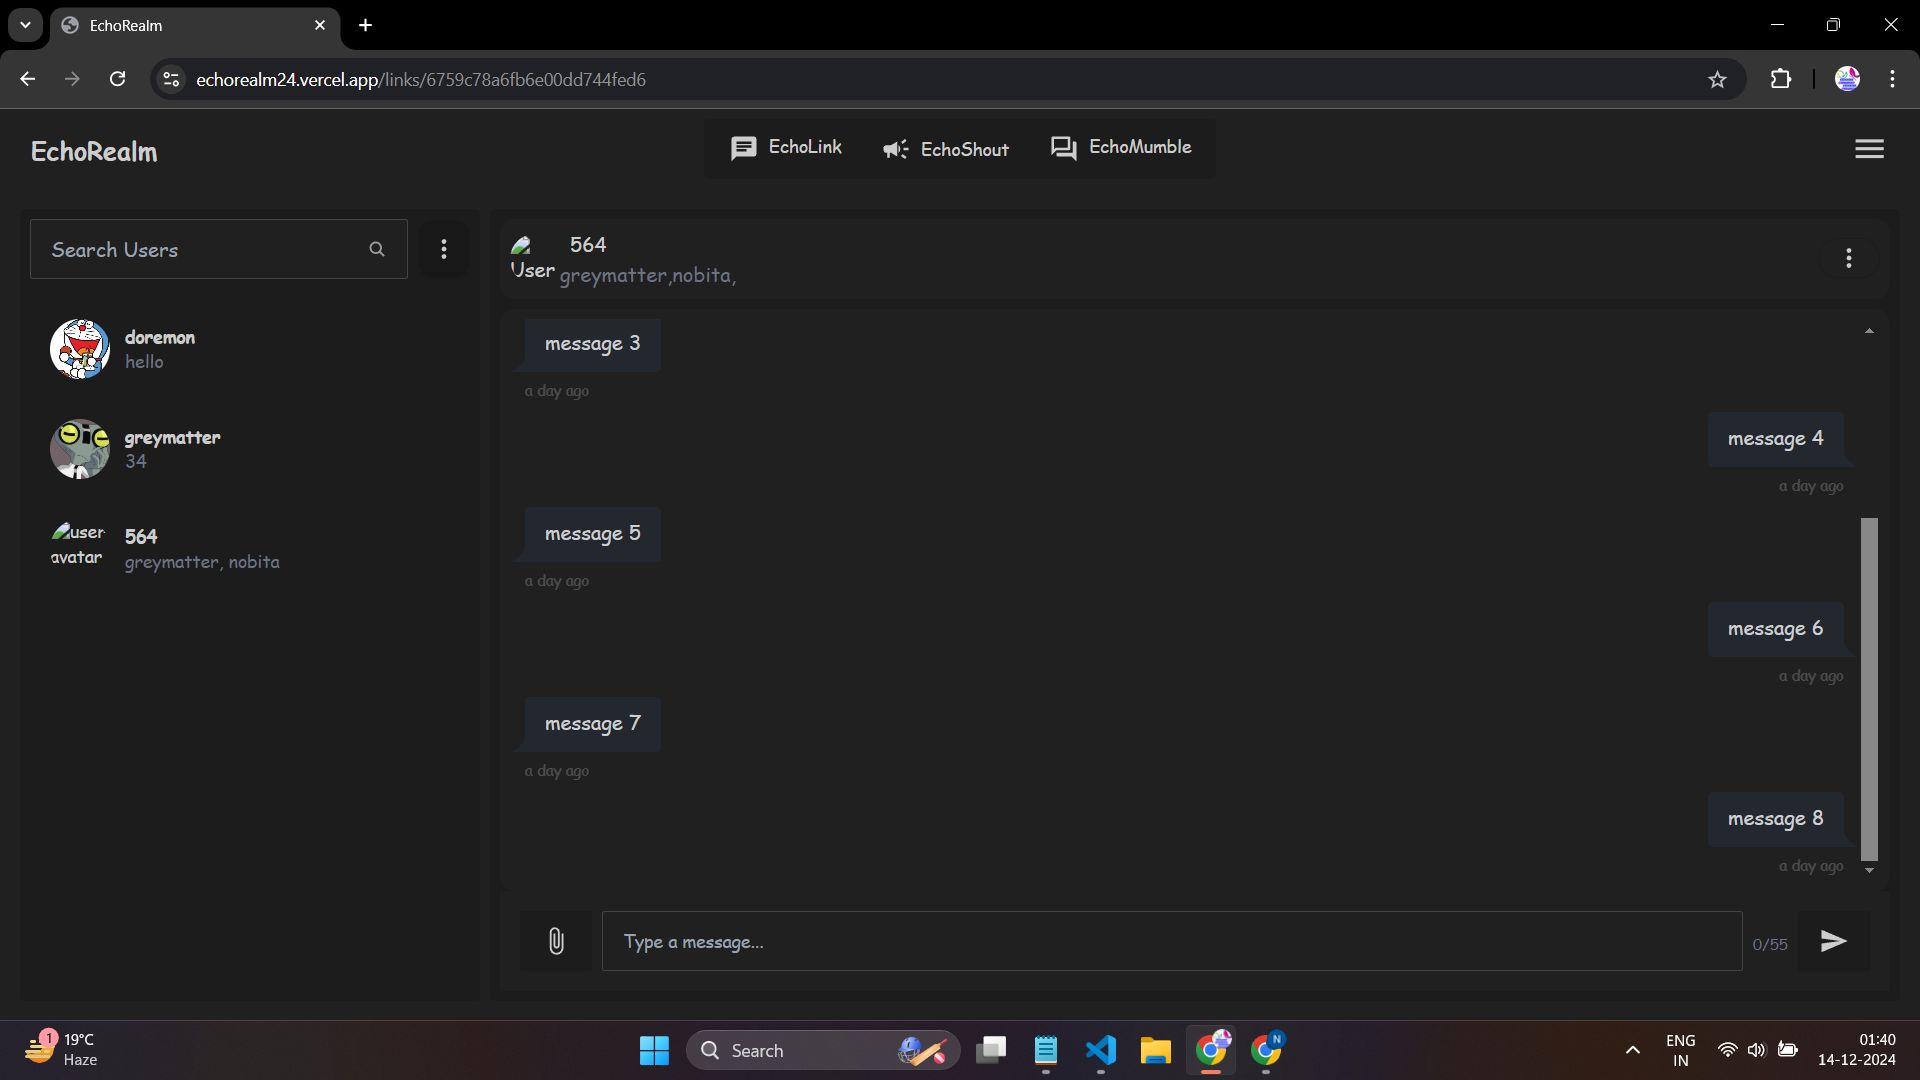 EchoRealm
echorealm24.vercel.app/links/6759c78a6fb6e00dd744fed6
EchoRealm
EchoLink
EchoShout
EchoMumble
Search Users
doremon
hello
greymatter
34
user avatar
564
greymatter, nobita
User
564
greymatter,nobita,
message 3
a day ago
message 4
a day ago
message 5
a day ago
message 6
a day ago
message 7
a day ago
message 8
a day ago
Type a message...
0/55
1
19°C
Haze
Search
N
ENG
IN
01:40
14-12-2024